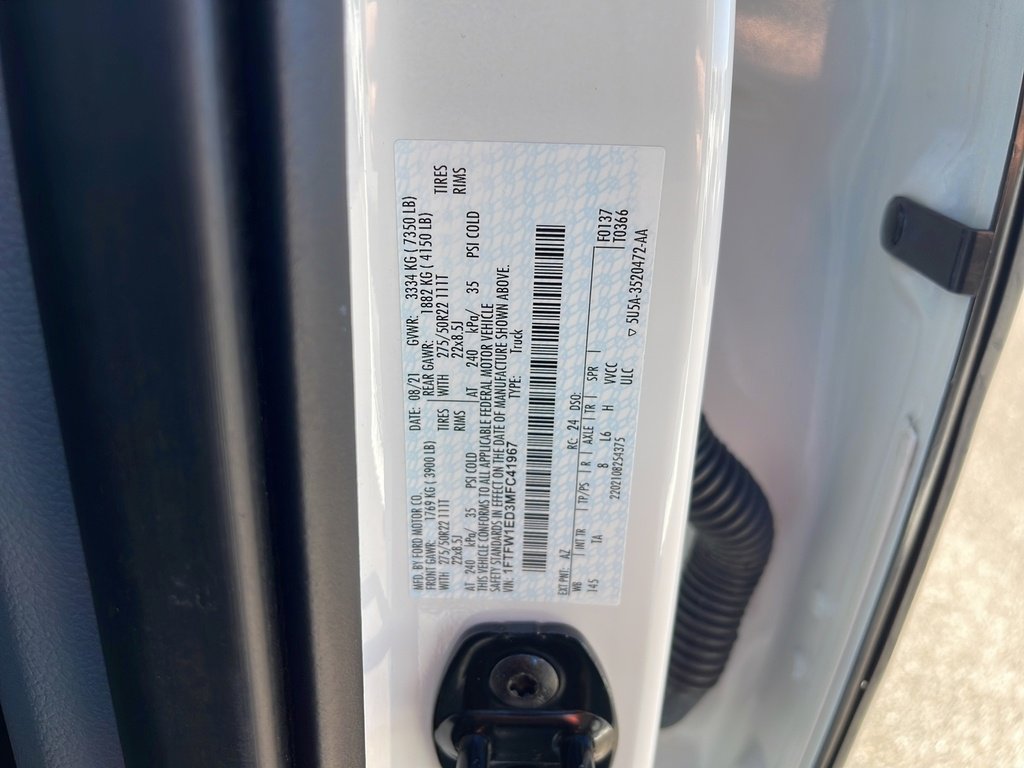 MFD. BY FORD MOTOR CO. DATE: 08/21 GVWR: 3334 KG ( 7350 LB)
FRONT GAWR: 1769 KG ( 3900 LB) REAR GAWR: 1882 KG ( 4150 LB)
WITH 275/50R22 111T TIRES WITH 275/50R22 111T TIRES
22x8.5J RIMS 22x8.5J RIMS
AT 240 kPa/ 35 PSI COLD AT 240 kPa/ 35 PSI COLD
THIS VEHICLE CONFORMS TO ALL APPLICABLE FEDERAL MOTOR VEHICLE
SAFETY STANDARDS IN EFFECT ON THE DATE OF MANUFACTURE SHOWN ABOVE.
VIN: 1FTFW1ED3MFC41967 TYPE: Truck
EXT PNT: AZ RC: 24 DSO: F0137
WB INT TR TP/PS R AXLE TR SPR T0366
145 TA 8 L6 H VVCC
ULC
2202108254375 ▽ 5U5A-3520472-AA